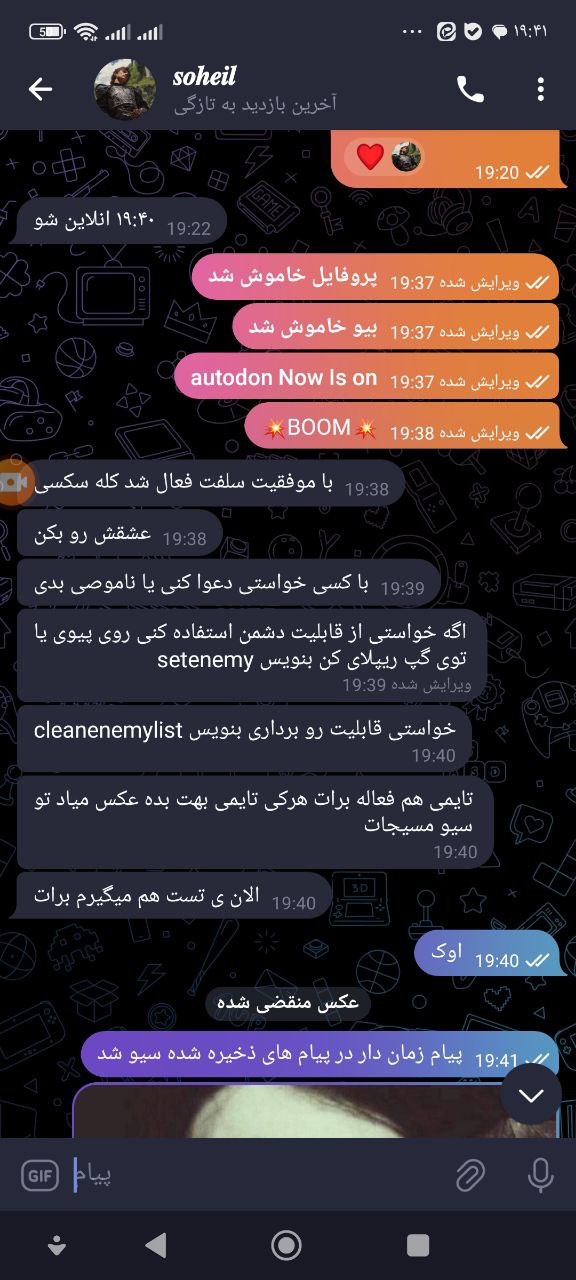 ۱۹:۴۱
50
soheil
آخرین بازدید به تازگی
19:20
۱۹:۴۰ انلاین شو 19:22
پروفایل خاموش شد ویرایش شده 19:37
بیو خاموش شد ویرایش شده 19:37
autodon Now Is on ویرایش شده 19:37
💥BOOM💥 ویرایش شده 19:38
با موفقیت سلفت فعال شد کله سکسی 19:38
عشقش رو بکن 19:38
با کسی خواستی دعوا کنی یا ناموصی بدی 19:39
اگه خواستی از قابلیت دشمن استفاده کنی روی پیوی یا
توی گپ ریپلای کن بنویس setenemy
ویرایش شده 19:39
خواستی قابلیت رو برداری بنویس cleanenemylist
19:40
تایمی هم فعاله برات هرکی تایمی بهت بده عکس میاد تو
سیو مسیجات
19:40
الان ی تست هم میگیرم برات 19:40
اوک 19:40
عکس منقضی شده
پیام زمان دار در پیام های ذخیره شده سیو شد 19:41
GIF
پیام